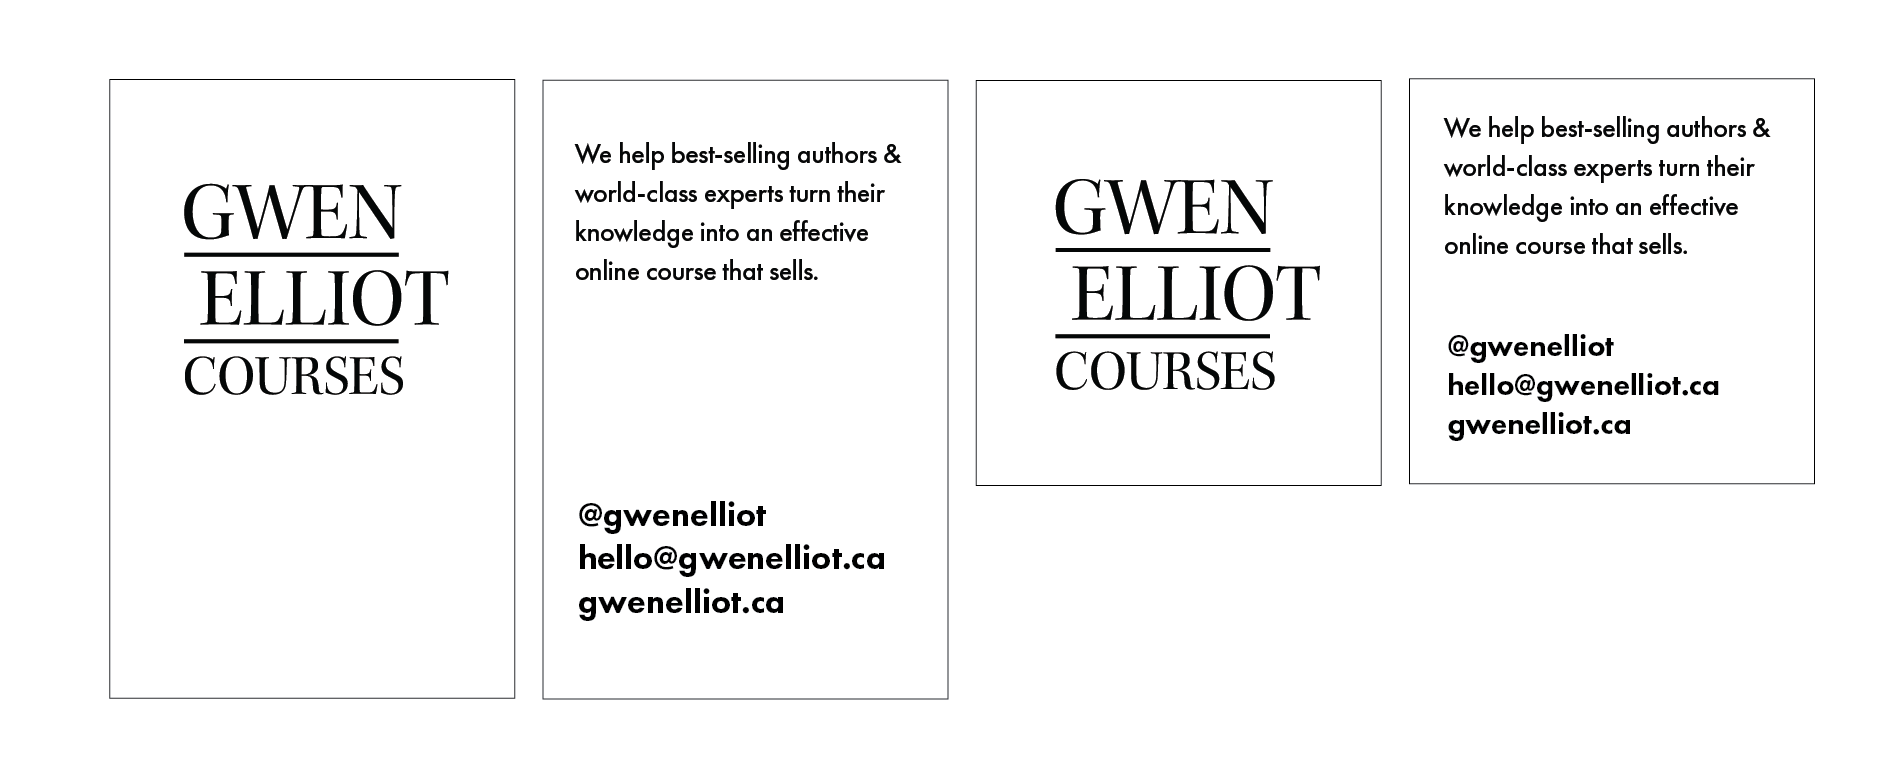 GWEN
ELLIOT
COURSES
We help best-selling authors &
world-class experts turn their
knowledge into an effective
online course that sells.
@gwenelliot
hello@gwenelliot.ca
gwenelliot.ca
GWEN
ELLIOT
COURSES
We help best-selling authors &
world-class experts turn their
knowledge into an effective
online course that sells.
@gwenelliot
hello@gwenelliot.ca
gwenelliot.ca